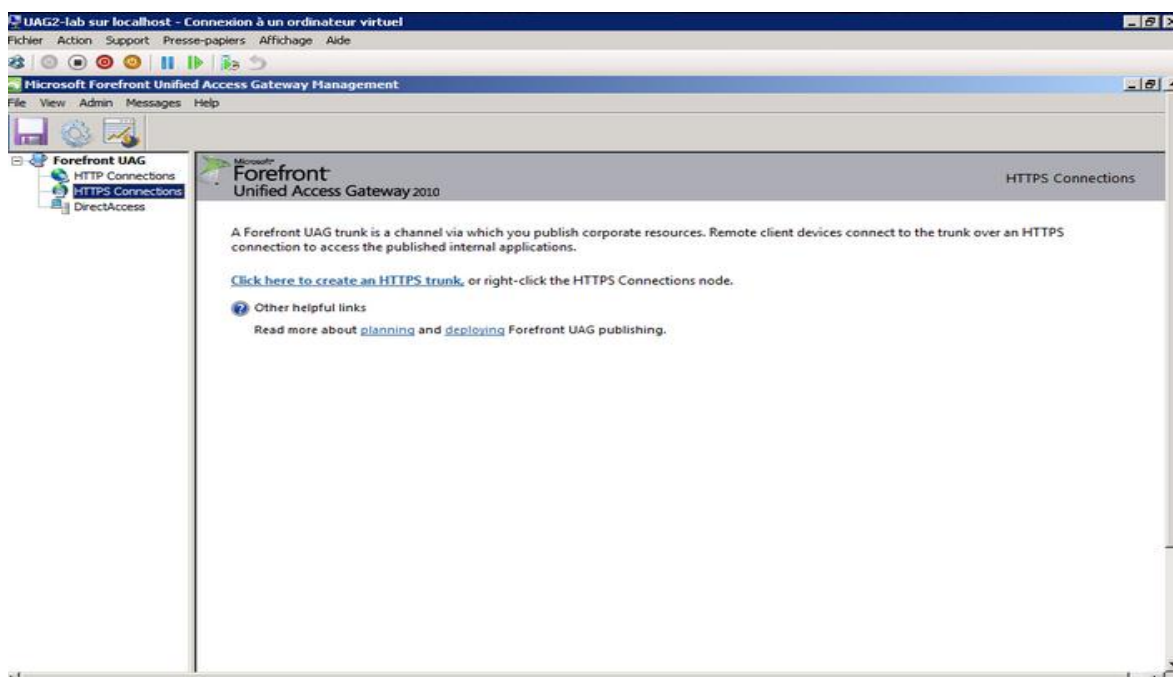 UAG2-lab sur localhost - Connexion à un ordinateur virtuel
Fichier Action Support Presse-papiers Affichage Aide
Microsoft Forefront Unified Access Gateway Management
File View Admin Messages Help
Forefront UAG
HTTP Connections
HTTPS Connections
DirectAccess
Microsoft
Forefront
Unified Access Gateway 2010
HTTPS Connections
A Forefront UAG trunk is a channel via which you publish corporate resources. Remote client devices connect to the trunk over an HTTPS
connection to access the published internal applications.
Click here to create an HTTPS trunk, or right-click the HTTPS Connections node.
Other helpful links
Read more about planning and deploying Forefront UAG publishing.